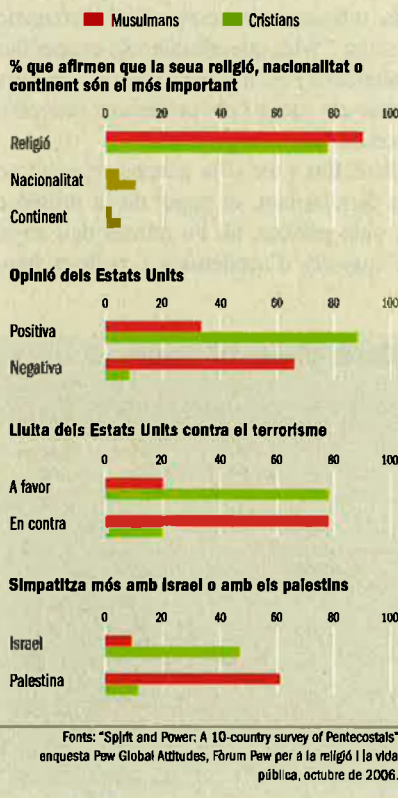 Musulmans Cristians
% que afirmen que la seua religió, nacionalitat o
continent són el més important
0 20 40 60 80 100
Religió
Nacionalitat
Continent
Opinió dels Estats Units
0 20 40 60 80 100
Positiva
Negativa
Lluita dels Estats Units contra el terrorisme
0 20 40 60 80 100
A favor
En contra
Simpatitza més amb Israel o amb els palestins
0 20 40 60 80 100
Israel
Palestina
Fonts: "Spirit and Power: A 10-country survey of Pentecostals"
enquesta Pew Global Attitudes, Fòrum Pew per a la religió i la vida
pública, octubre de 2006.